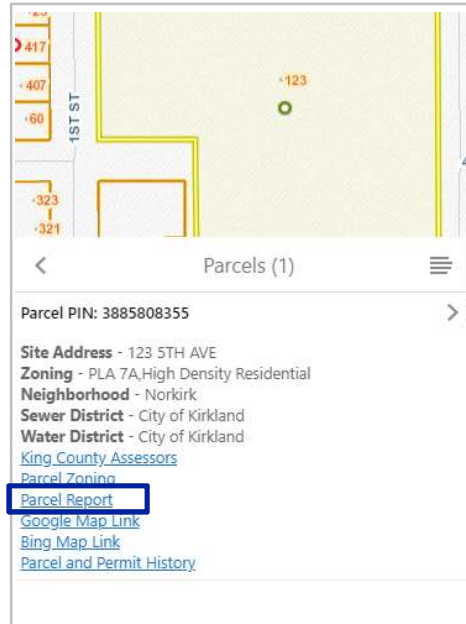 417
407
60
1ST ST
123
323
321
Parcels (1)
Parcel PIN: 3885808355
Site Address - 123 5TH AVE
Zoning - PLA 7A,High Density Residential
Neighborhood - Norkirk
Sewer District - City of Kirkland
Water District - City of Kirkland
King County Assessors
Parcel Zoning
Parcel Report
Google Map Link
Bing Map Link
Parcel and Permit History